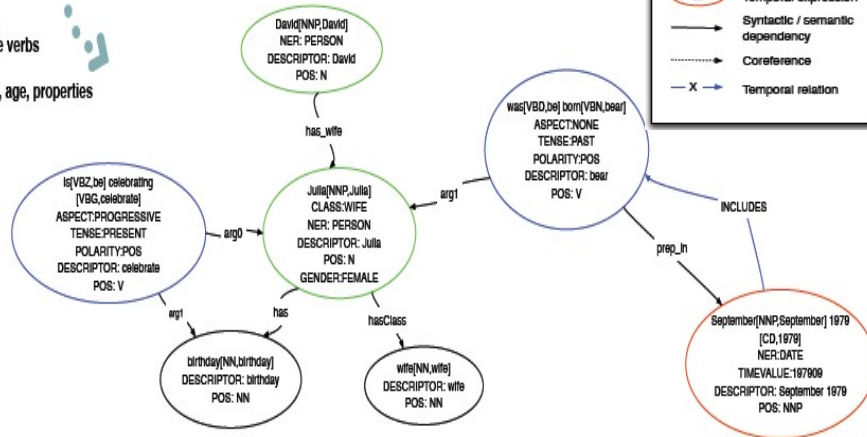 e verbs
, age, properties
Temporal expression
Syntactic / semantic
dependency
Coreference
X
Temporal relation
David[NNP,David]
NER: PERSON
DESCRIPTOR: David
POS: N
has_wife
was[VBD,be] born[VBN,bear]
ASPECT:NONE
TENSE:PAST
POLARITY:POS
DESCRIPTOR: bear
POS: V
is[VBZ,be] celebrating
[VBG,celebrate]
ASPECT:PROGRESSIVE
TENSE:PRESENT
POLARITY:POS
DESCRIPTOR: celebrate
POS: V
arg0
Julia[NNP,Julia]
CLASS:WIFE
NER: PERSON
DESCRIPTOR: Julia
POS: N
GENDER:FEMALE
arg1
INCLUDES
prep_in
arg1
has
hasClass
birthday[NN,birthday]
DESCRIPTOR: birthday
POS: NN
wife[NN,wife]
DESCRIPTOR: wife
POS: NN
September[NNP,September] 1979
[CD,1979]
NER:DATE
TIMEVALUE:197909
DESCRIPTOR: September 1979
POS: NNP